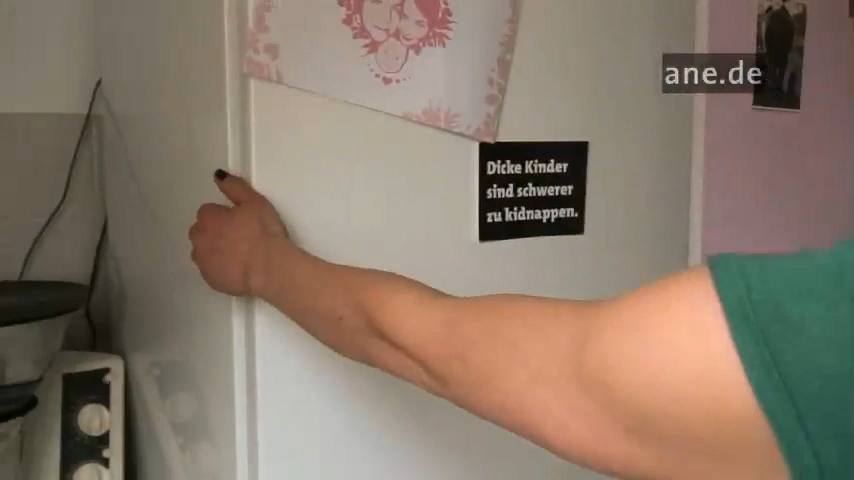 ane.de
Dicke Kinder
sind schwerer
zu kidnappen.